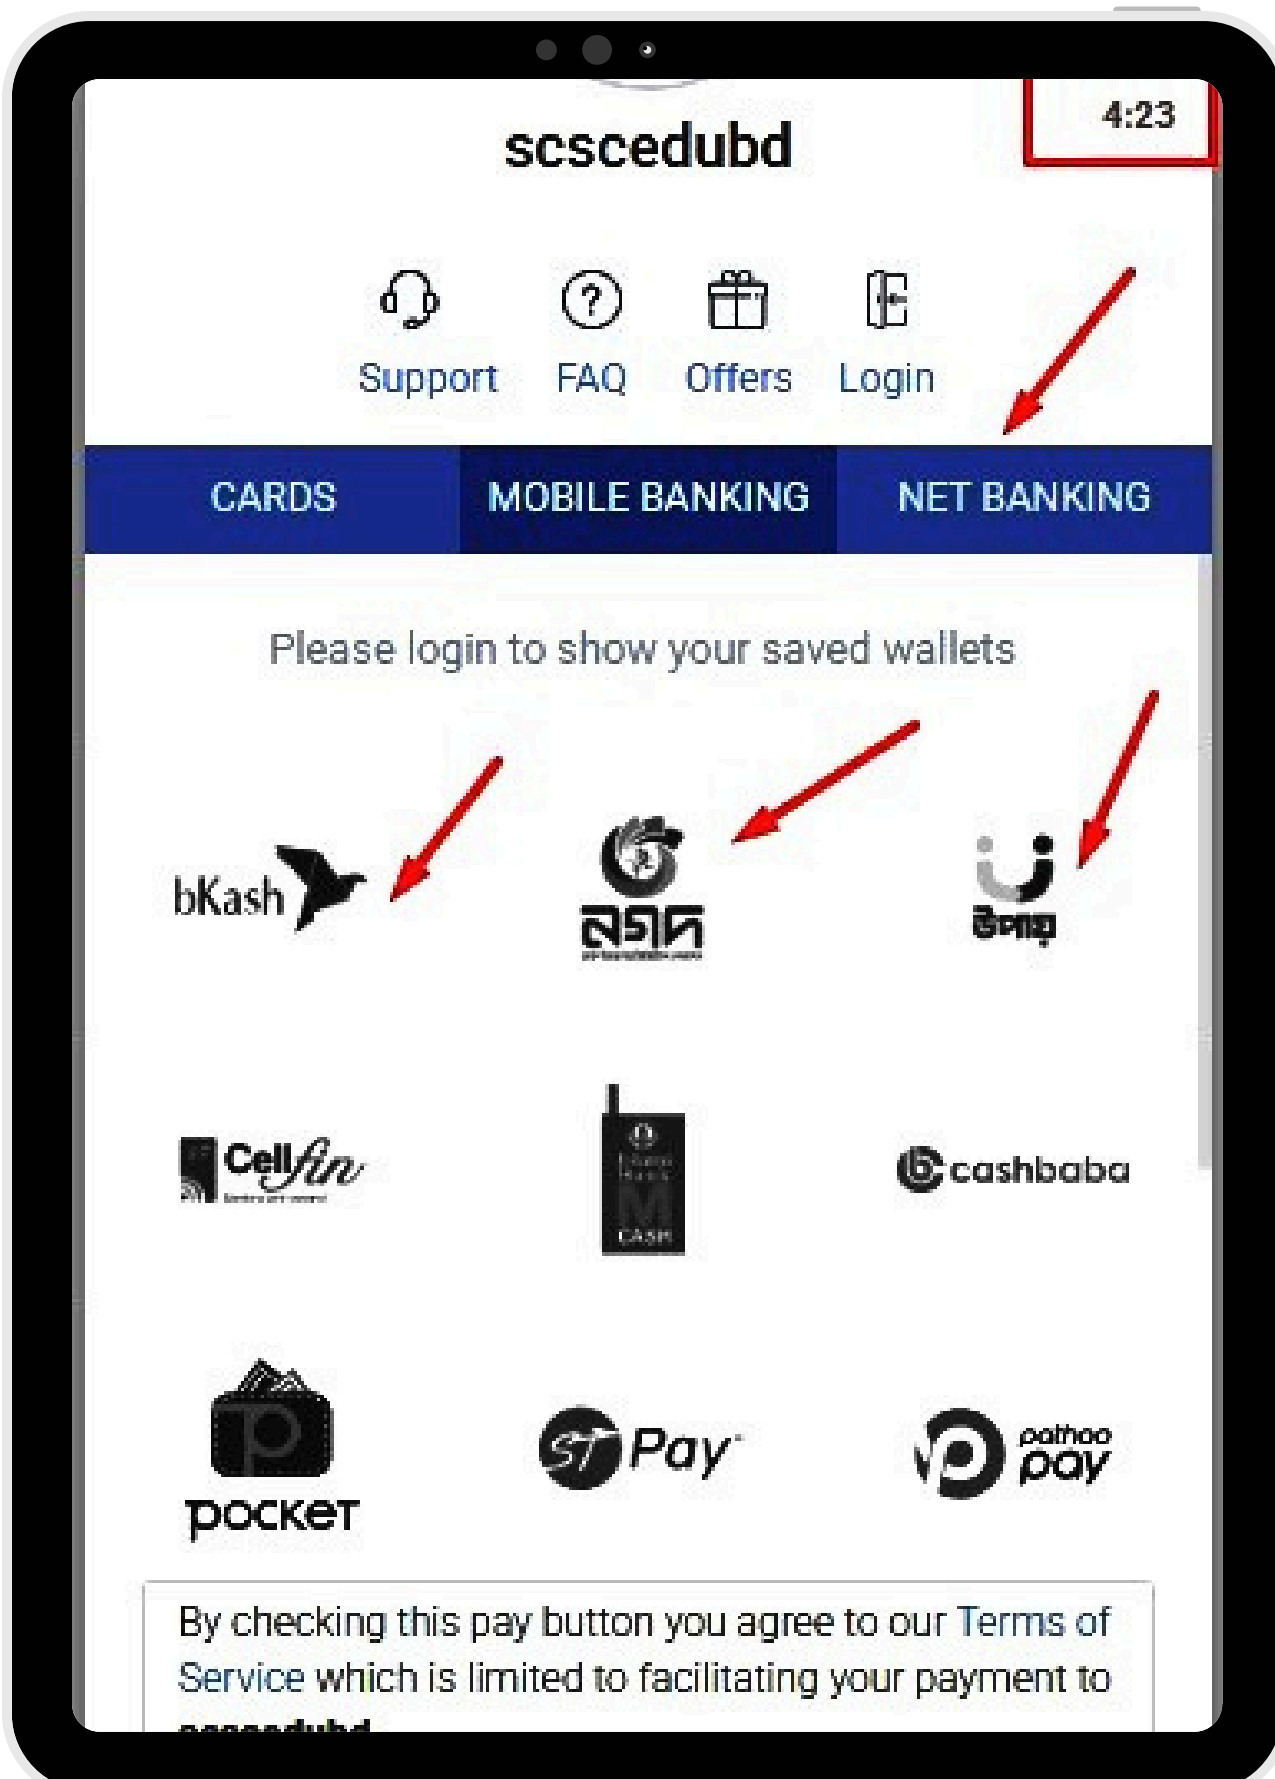 4:23
scscedubd
Support FAQ Offers Login
CARDS MOBILE BANKING NET BANKING
Please login to show your saved wallets
bKash নগদ উপায়
Cellfin M CASH cashbaba
POCKET ST Pay pathao pay
By checking this pay button you agree to our Terms of
Service which is limited to facilitating your payment to
scscedubd